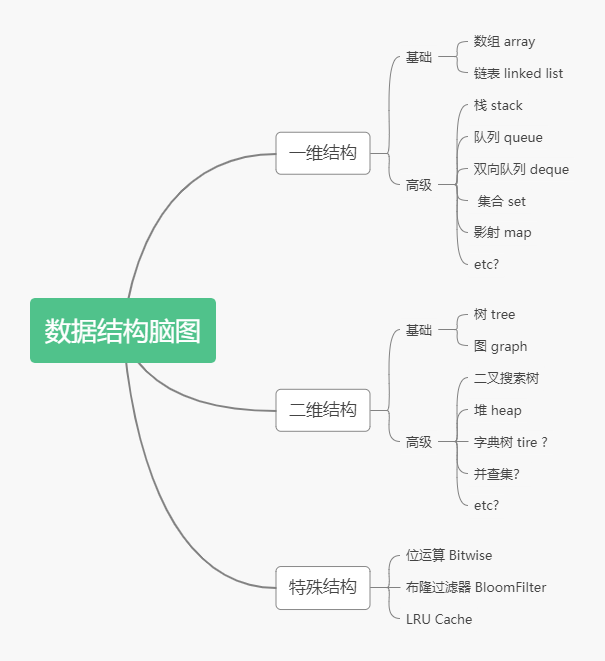 数据结构脑图
一维结构
基础
数组 array
链表 linked list
高级
栈 stack
队列 queue
双向队列 deque
集合 set
影射 map
etc?
二维结构
基础
树 tree
图 graph
高级
二叉搜索树
堆 heap
字典树 tire ?
并查集?
etc?
特殊结构
位运算 Bitwise
布隆过滤器 BloomFilter
LRU Cache